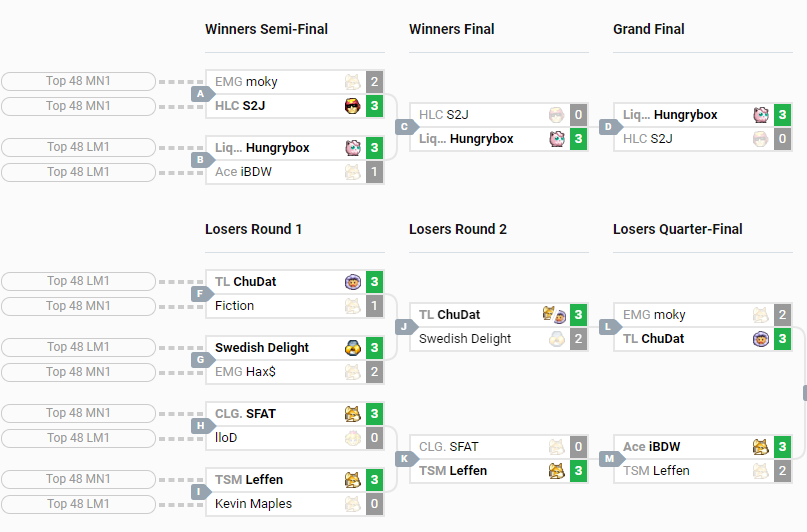 Winners Semi-Final
Winners Final
Grand Final
Top 48 MN1
Top 48 MN1
A
EMG moky 2
HLC S2J 3
Top 48 LM1
Top 48 LM1
B
Liq... Hungrybox 3
Ace iBDW 1
C
HLC S2J 0
Liq... Hungrybox 3
D
Liq... Hungrybox 3
HLC S2J 0
Losers Round 1
Losers Round 2
Losers Quarter-Final
Top 48 LM1
Top 48 MN1
F
TL ChuDat 3
Fiction 1
Top 48 LM1
Top 48 MN1
G
Swedish Delight 3
EMG Hax$ 2
J
TL ChuDat 3
Swedish Delight 2
L
EMG moky 2
TL ChuDat 3
Top 48 MN1
Top 48 LM1
H
CLG. SFAT 3
lloD 0
Top 48 MN1
Top 48 LM1
I
TSM Leffen 3
Kevin Maples 0
K
CLG. SFAT 0
TSM Leffen 3
M
Ace iBDW 3
TSM Leffen 2